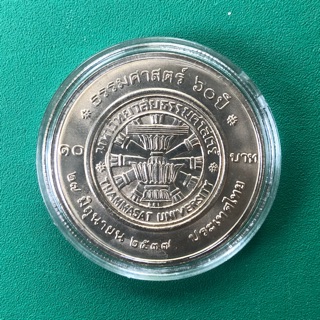 ธรรมศาสตร์ ๖๐ ปี
๑๐ บาท
มหาวิทยาลัยธรรมศาสตร์
THAMMASAT UNIVERSITY
๒๗ มิถุนายน ๒๕๓๗ ประเทศไทย